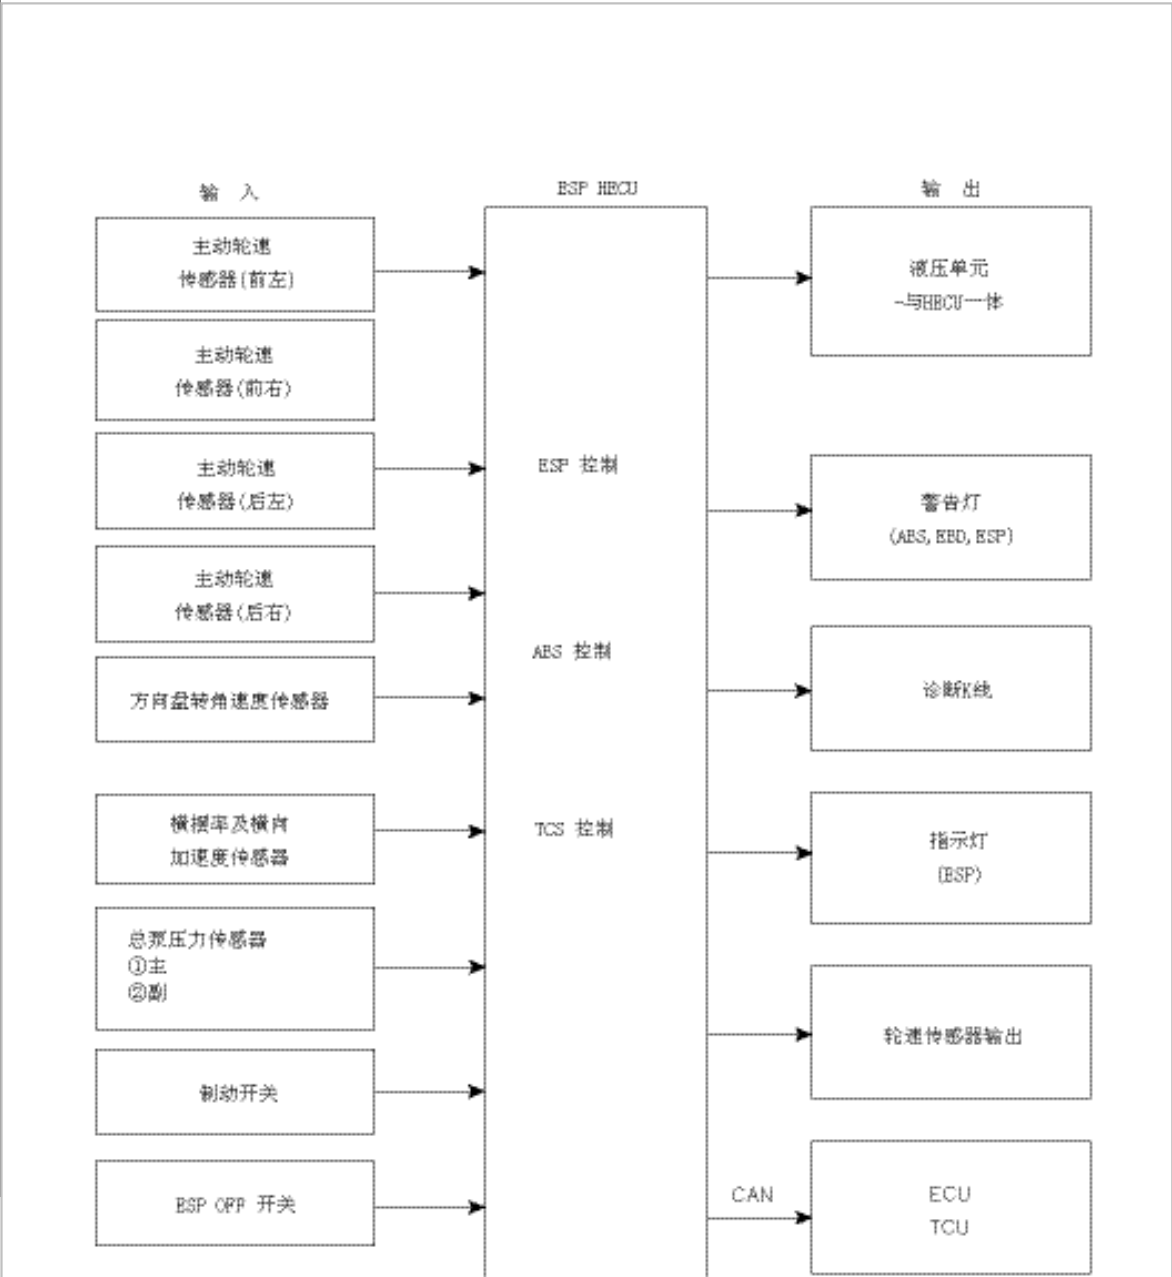 输 入
ESP HECU
输 出
主动轮速
传感器(前左)
主动轮速
传感器(前右)
主动轮速
传感器(后左)
主动轮速
传感器(后右)
方向盘转角速度传感器
横摆率及横向
加速度传感器
总泵压力传感器
①主
②副
制动开关
ESP OFF 开关
ESP 控制
ABS 控制
TCS 控制
液压单元
-与HECU一体
警告灯
(ABS,EBD,ESP)
诊断K线
指示灯
(ESP)
轮速传感器输出
CAN
ECU
TCU